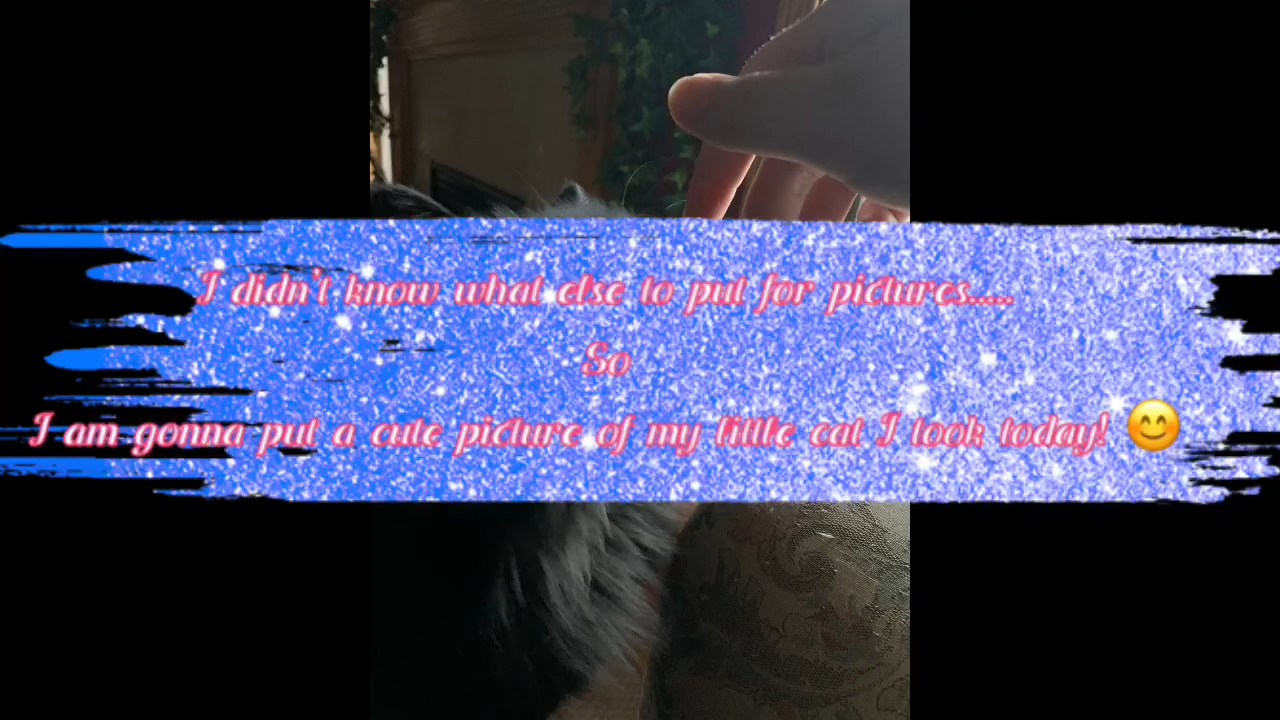 I didn't know what else to put for pictures.....
So
I am gonna put a cute picture of my little cat I took today! 😊